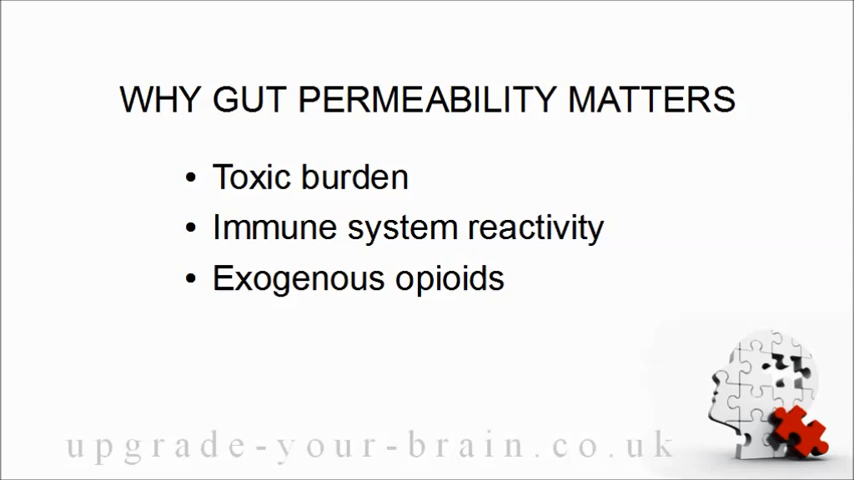 WHY GUT PERMEABILITY MATTERS
• Toxic burden
• Immune system reactivity
• Exogenous opioids
upgrade-your-brain.co.uk